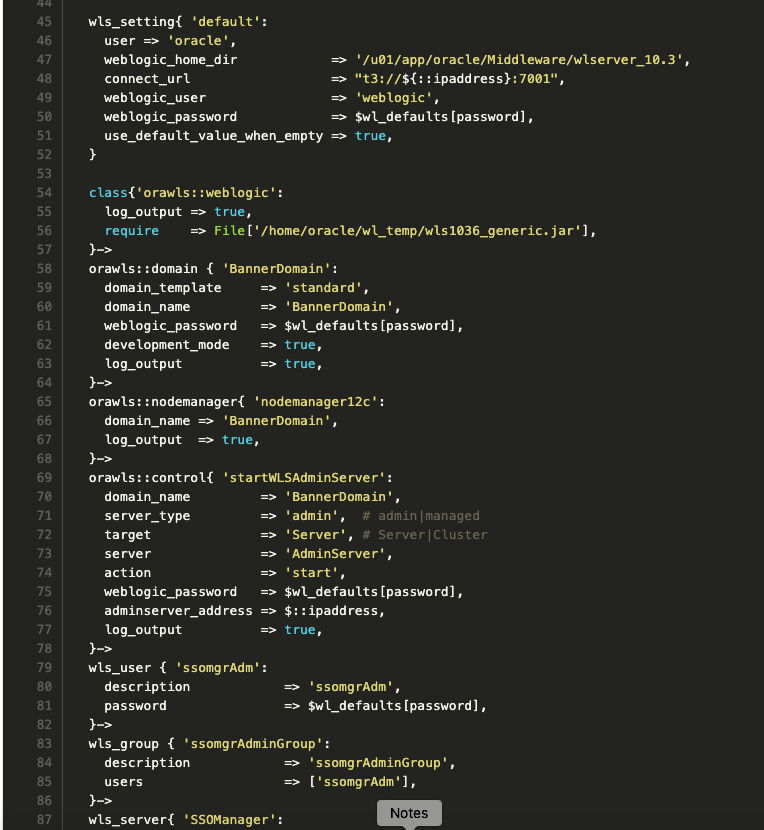 44
45 wls_setting{ 'default':
46 user => 'oracle',
47 weblogic_home_dir => '/u01/app/oracle/Middleware/wlserver_10.3',
48 connect_url => "t3://${::ipaddress}:7001",
49 weblogic_user => 'weblogic',
50 weblogic_password => $wl_defaults[password],
51 use_default_value_when_empty => true,
52 }
53
54 class{'orawls::weblogic':
55 log_output => true,
56 require => File['/home/oracle/wl_temp/wls1036_generic.jar'],
57 }->
58 orawls::domain { 'BannerDomain':
59 domain_template => 'standard',
60 domain_name => 'BannerDomain',
61 weblogic_password => $wl_defaults[password],
62 development_mode => true,
63 log_output => true,
64 }->
65 orawls::nodemanager{ 'nodemanager12c':
66 domain_name => 'BannerDomain',
67 log_output => true,
68 }->
69 orawls::control{ 'startWLSAdminServer':
70 domain_name => 'BannerDomain',
71 server_type => 'admin', # admin|managed
72 target => 'Server', # Server|Cluster
73 server => 'AdminServer',
74 action => 'start',
75 weblogic_password => $wl_defaults[password],
76 adminserver_address => $::ipaddress,
77 log_output => true,
78 }->
79 wls_user { 'ssomgrAdm':
80 description => 'ssomgrAdm',
81 password => $wl_defaults[password],
82 }->
83 wls_group { 'ssomgrAdminGroup':
84 description => 'ssomgrAdminGroup',
85 users => ['ssomgrAdm'],
86 }->
87 wls_server{ 'SSOManager':
Notes